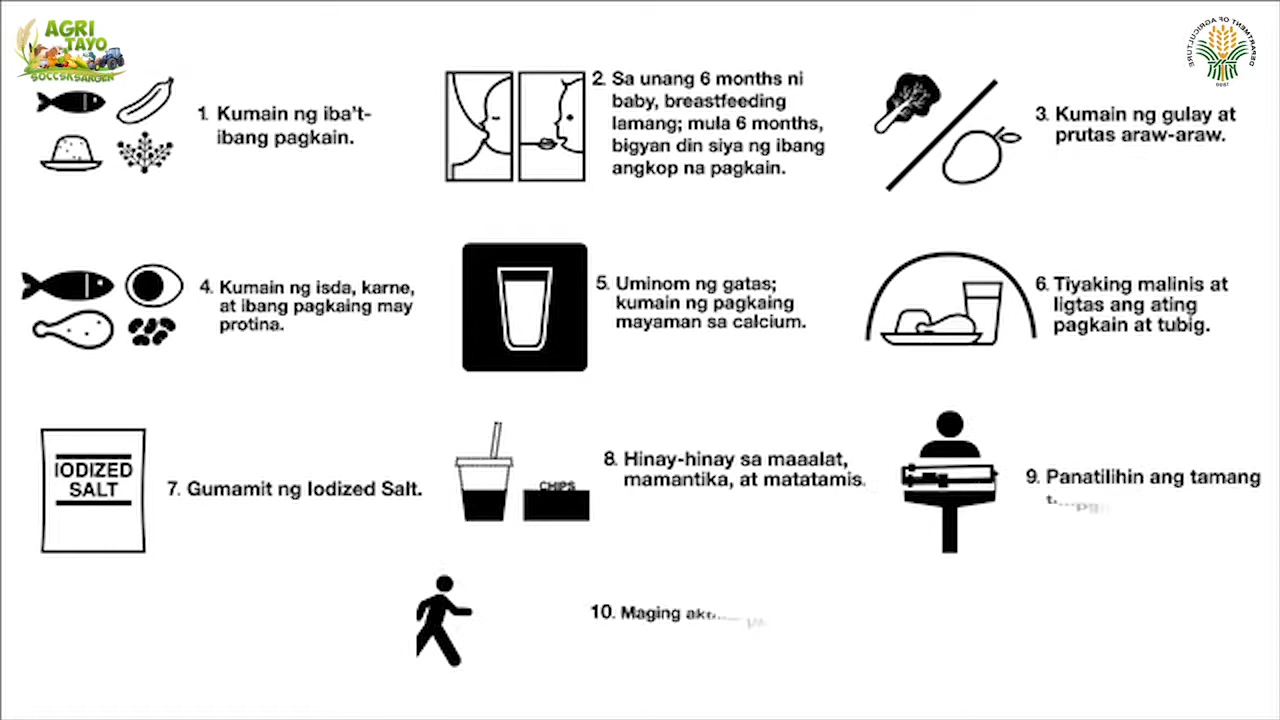 AGRI
TAYO
SOCCSKSARGEN
DEPARTMENT OF AGRICULTURE
1. Kumain ng iba't-
ibang pagkain.
2. Sa unang 6 months ni
baby, breastfeeding
lamang; mula 6 months,
bigyan din siya ng ibang
angkop na pagkain.
3. Kumain ng gulay at
prutas araw-araw.
4. Kumain ng isda, karne,
at ibang pagkaing may
protina.
5. Uminom ng gatas;
kumain ng pagkaing
mayaman sa calcium.
6. Tiyaking malinis at
ligtas ang ating
pagkain at tubig.
IODIZED
SALT
7. Gumamit ng Iodized Salt.
CHIPS
8. Hinay-hinay sa maaalat,
mamantika, at matatamis.
9. Panatilihin ang tamang
10. Maging